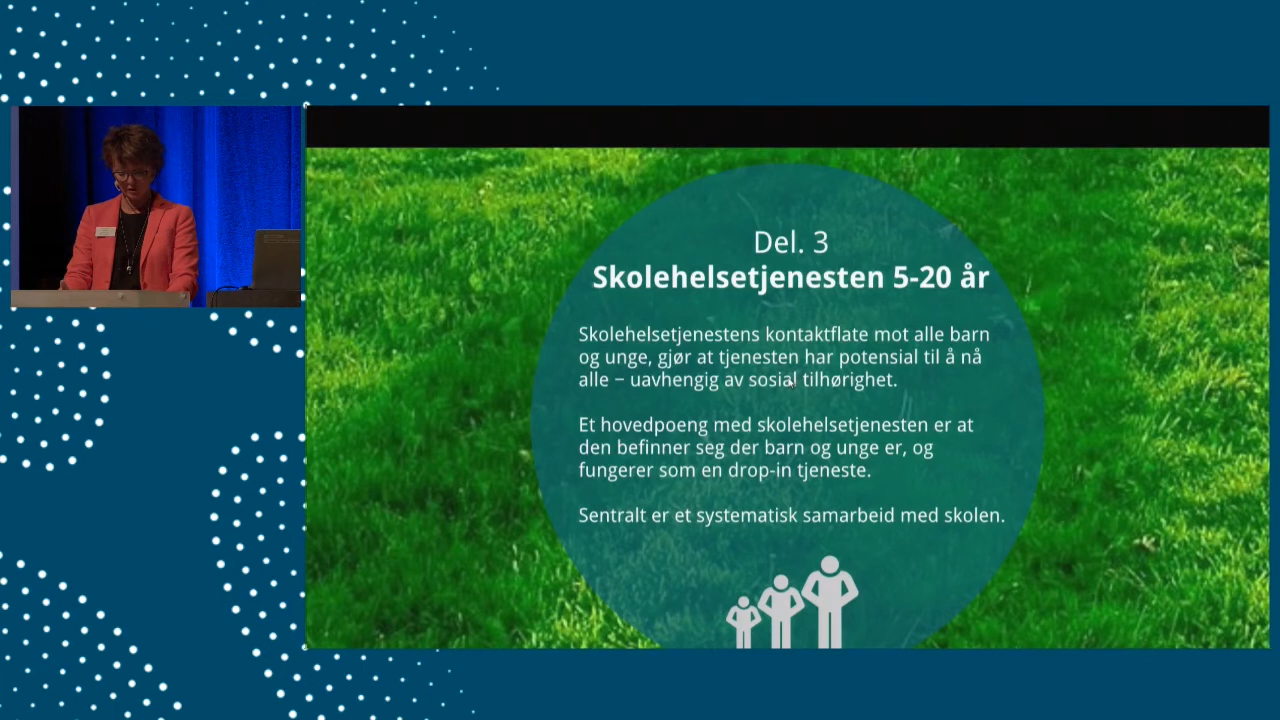 Del. 3
Skolehelsetjenesten 5-20 år
Skolehelsetjenestens kontaktflate mot alle barn
og unge, gjør at tjenesten har potensial til å nå
alle – uavhengig av sosial tilhørighet.
Et hovedpoeng med skolehelsetjenesten er at
den befinner seg der barn og unge er, og
fungerer som en drop-in tjeneste.
Sentralt er et systematisk samarbeid med skolen.